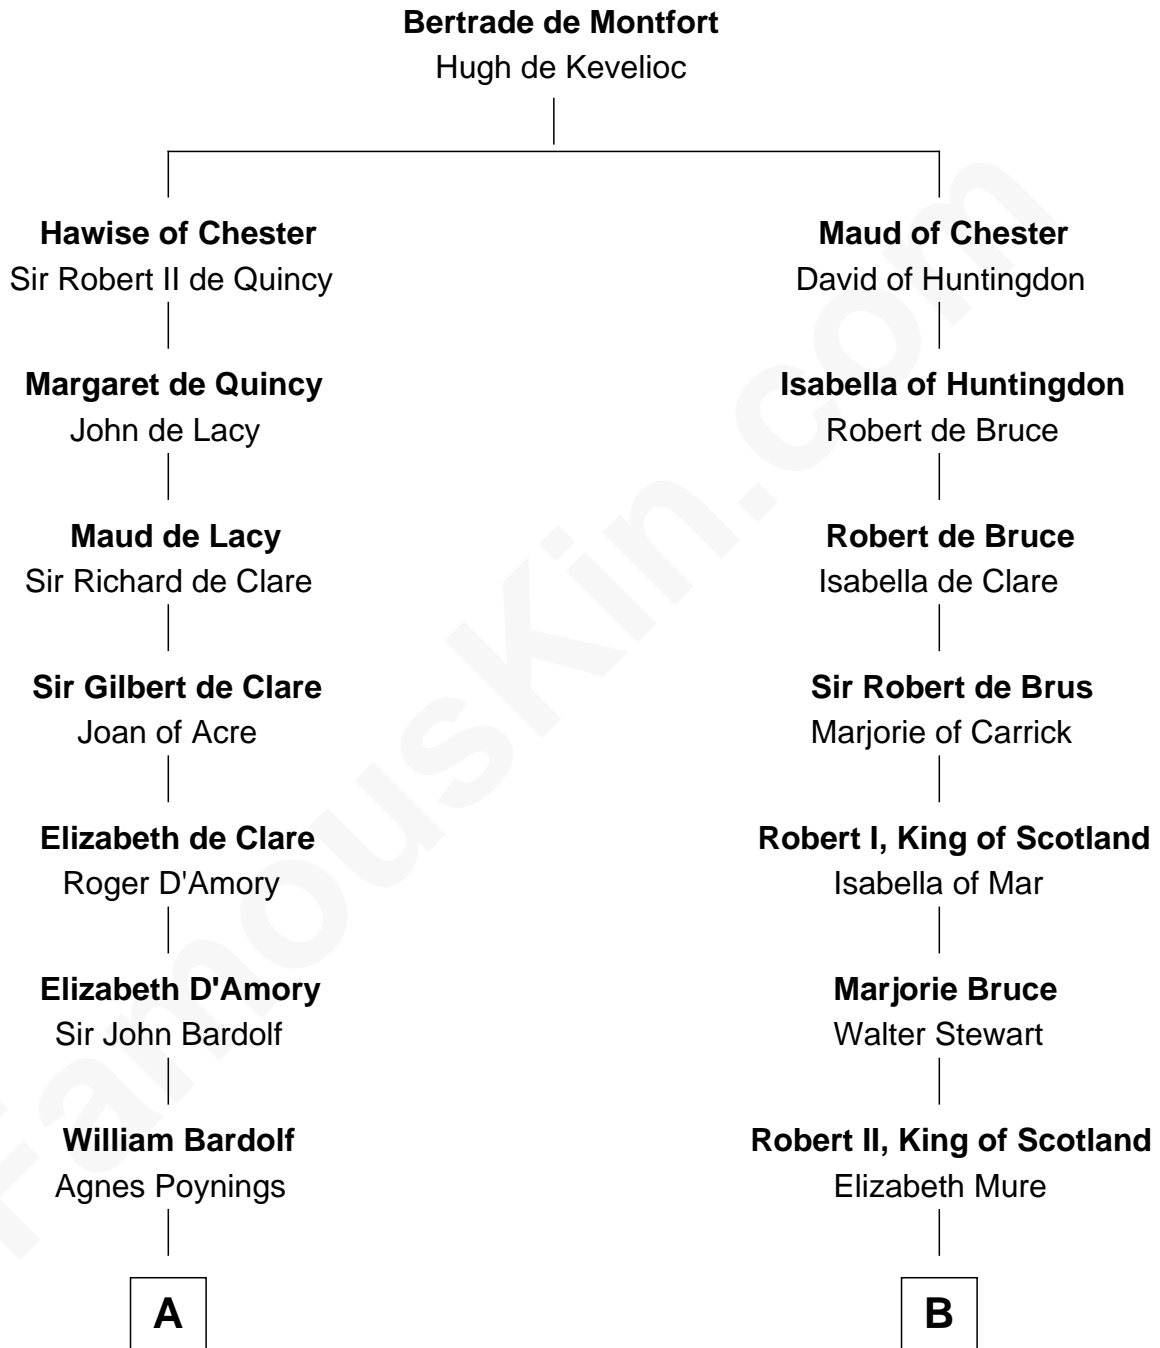 Bertrade de Montfort
Hugh de Kevelioc
Hawise of Chester
Sir Robert II de Quincy
Maud of Chester
David of Huntingdon
Margaret de Quincy
John de Lacy
Isabella of Huntingdon
Robert de Bruce
Maud de Lacy
Sir Richard de Clare
Robert de Bruce
Isabella de Clare
Sir Gilbert de Clare
Joan of Acre
Sir Robert de Brus
Marjorie of Carrick
Elizabeth de Clare
Roger D'Amory
Robert I, King of Scotland
Isabella of Mar
Elizabeth D'Amory
Sir John Bardolf
Marjorie Bruce
Walter Stewart
William Bardolf
Agnes Poynings
Robert II, King of Scotland
Elizabeth Mure
A
B
FamousKin.com